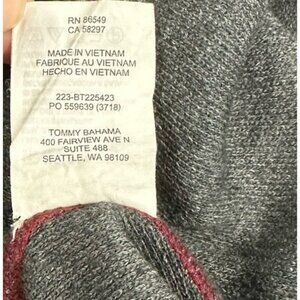 RN 86549
CA 58297
MADE IN VIETNAM
FABRIQUE AU VIETNAM
HECHO EN VIETNAM
223-BT225423
PO 559639 (3718)
TOMMY BAHAMA
400 FAIRVIEW AVE N
SUITE 488
SEATTLE, WA 98109